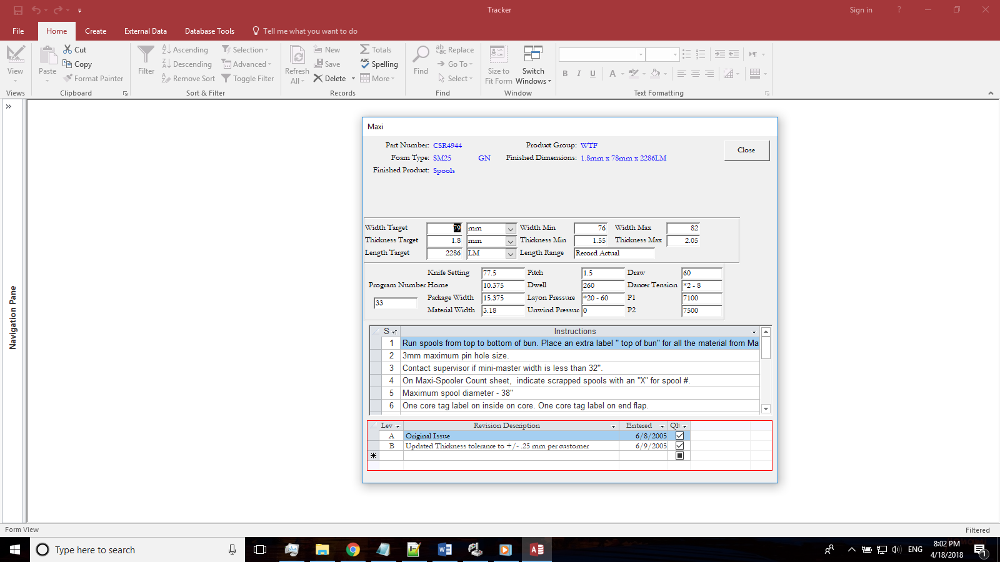 Tracker
Sign in
?
File
Home
Create
External Data
Database Tools
Tell me what you want to do
View
Views
Paste
Cut
Copy
Format Painter
Clipboard
Filter
Ascending
Descending
Remove Sort
Selection
Advanced
Toggle Filter
Sort & Filter
Refresh All
New
Save
Delete
Totals
Spelling
More
Records
Find
Replace
Go To
Select
Find
Size to Fit Form
Switch Windows
Window
B I U A
Text Formatting
Navigation Pane
Maxi
Part Number: CSR4944 Product Group: WTF
Close
Foam Type: SM25 GN Finished Dimensions: 1.8mm x 78mm x 2286LM
Finished Product: Spools
Width Target 79 mm Width Min 76 Width Max 82
Thickness Target 1.8 mm Thickness Min 1.55 Thickness Max 2.05
Length Target 2286 LM Length Range Record Actual
Knife Setting 77.5 Pitch 1.5 Draw 60
Program Number Home 10.375 Dwell 260 Dancer Tension *2 - 8
33 Package Width 15.375 Layon Pressure *20 - 60 P1 7100
Material Width 3.18 Unwind Pressur 0 P2 7500
S Instructions
1 Run spools from top to bottom of bun. Place an extra label " top of bun" for all the material from Ma
2 3mm maximum pin hole size.
3 Contact supervisor if mini-master width is less than 32".
4 On Maxi-Spooler Count sheet,  indicate scrapped spools with an "X" for spool #.
5 Maximum spool diameter - 38"
6 One core tag label on inside on core. One core tag label on end flap.
Lev Revision Description Entered Qlt
A Original Issue 6/8/2005
B Updated Thickness tolerance to +/- .25 mm per customer 6/9/2005
Form View
Filtered
Type here to search
ENG
8:02 PM
4/18/2018
1